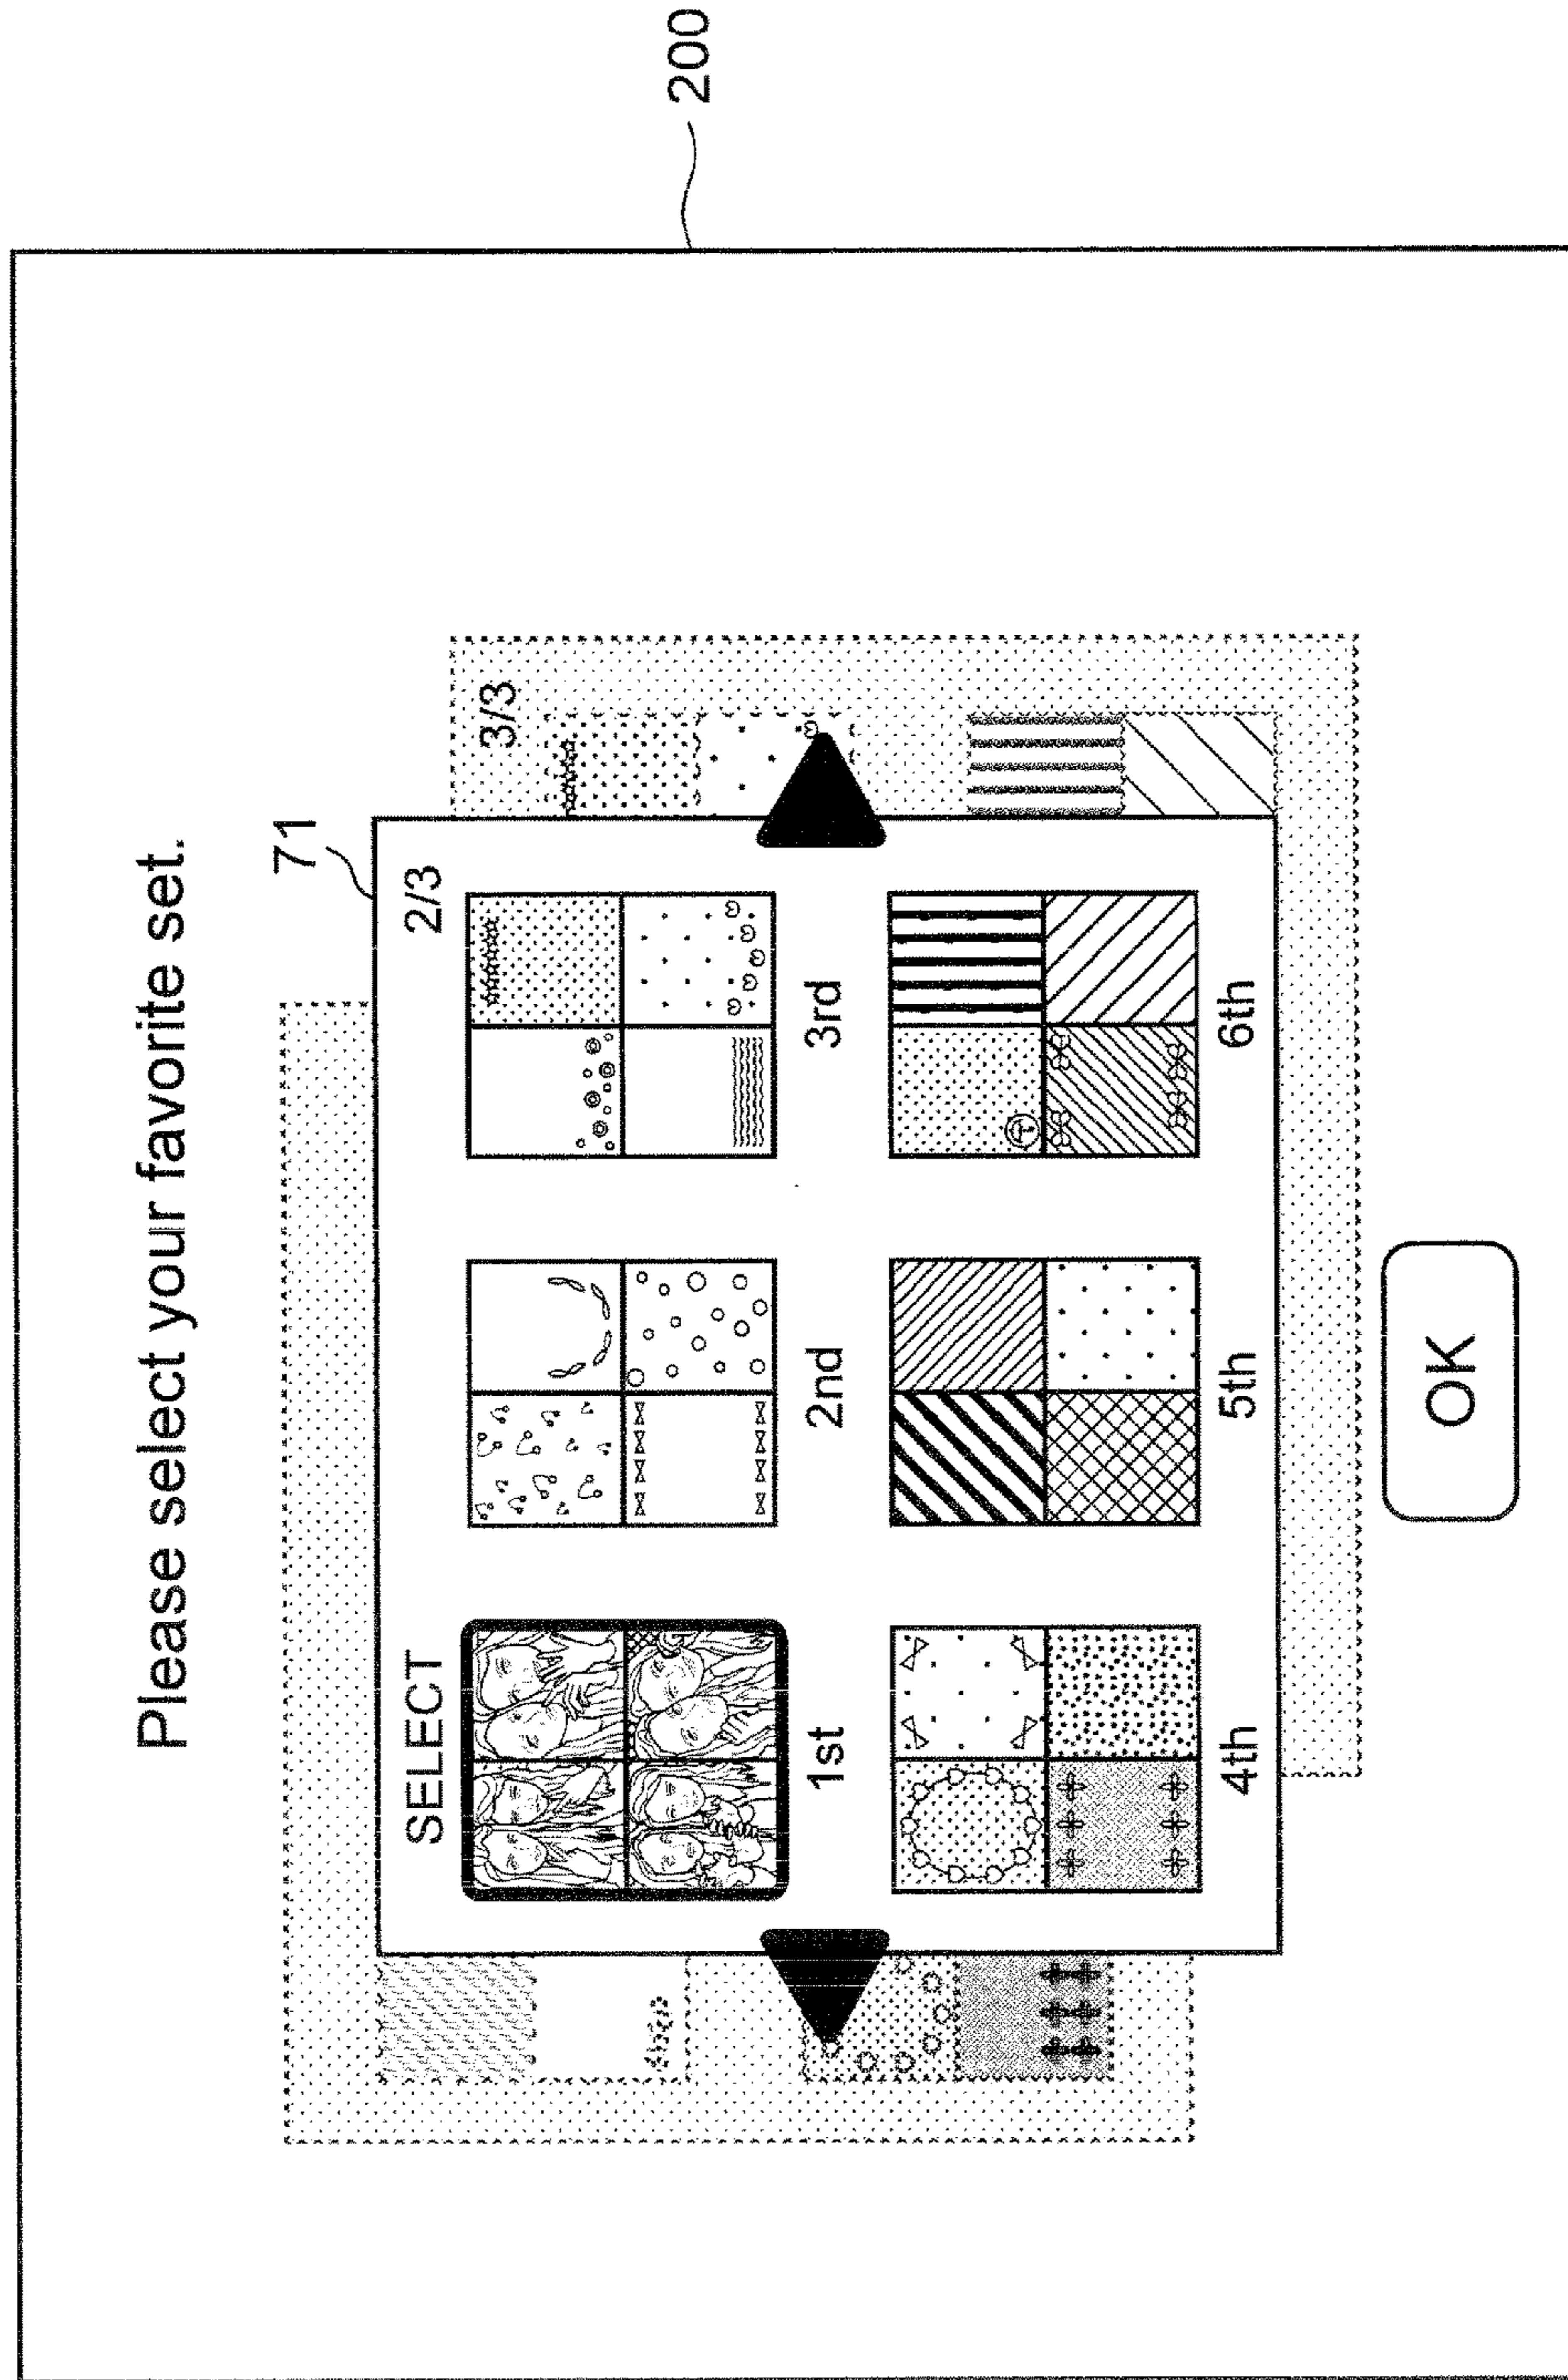 Please select your favorite set.
200
71
3/3
SELECT
2/3
1st
2nd
3rd
4th
5th
6th
OK